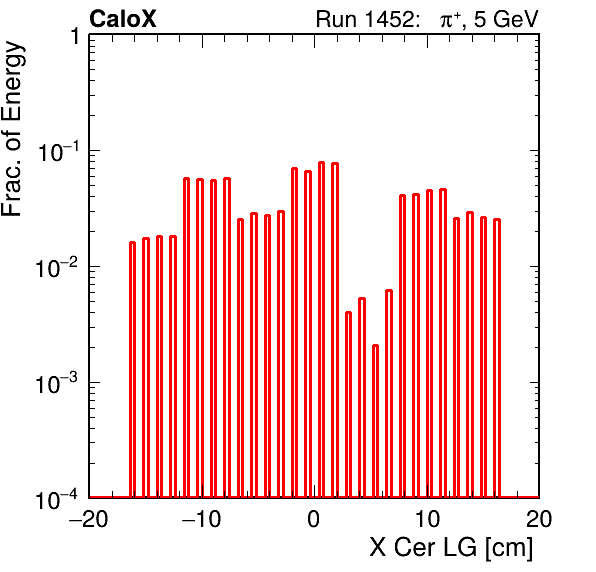 CaloX
Run 1452: π⁺, 5 GeV
Frac. of Energy
1
10⁻¹
10⁻²
10⁻³
10⁻⁴
−20
−10
0
10
20
X Cer LG [cm]